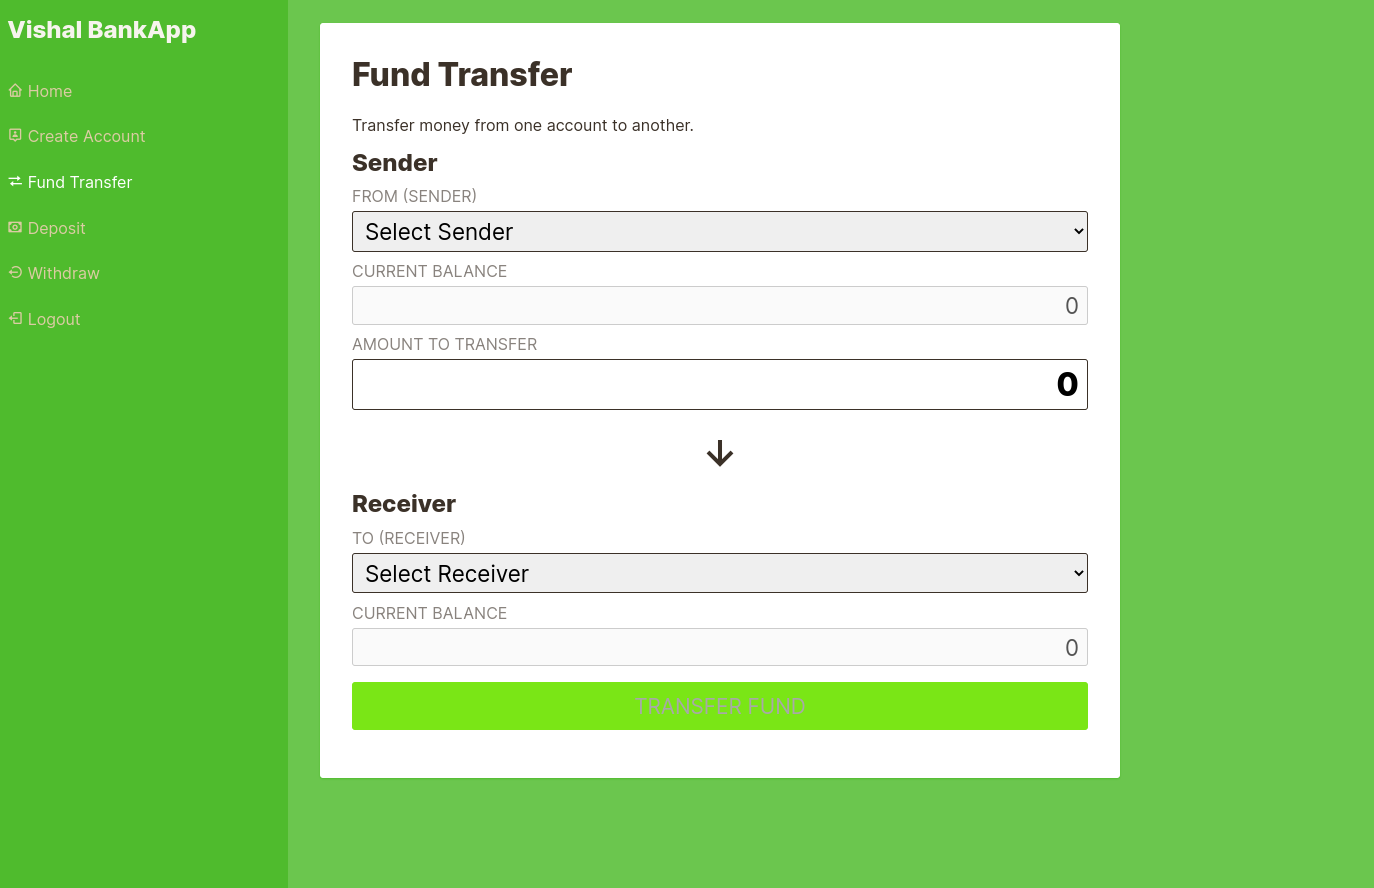 Vishal BankApp
Home
Create Account
Fund Transfer
Deposit
Withdraw
Logout
Fund Transfer
Transfer money from one account to another.
Sender
FROM (SENDER)
Select Sender
CURRENT BALANCE
0
AMOUNT TO TRANSFER
0
Receiver
TO (RECEIVER)
Select Receiver
CURRENT BALANCE
0
TRANSFER FUND